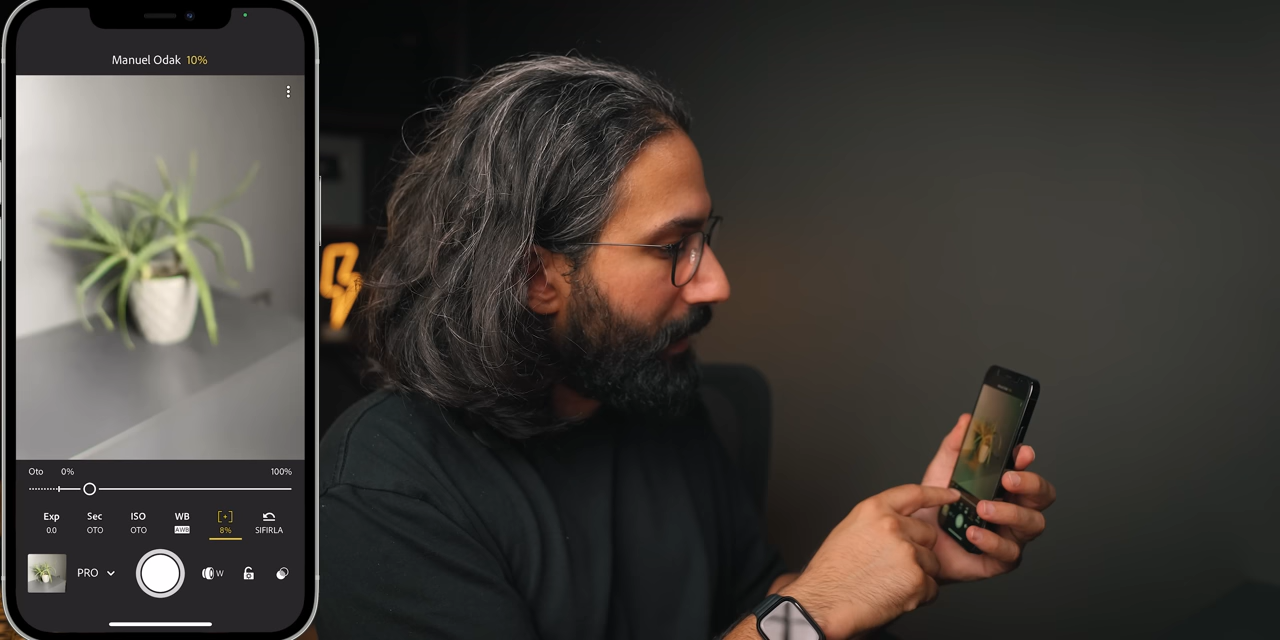 Manuel Odak 10%
Oto 0% 100%
Exp Sec ISO WB [+]
0.0 OTO OTO AWB 8% SIFIRLA
PRO W